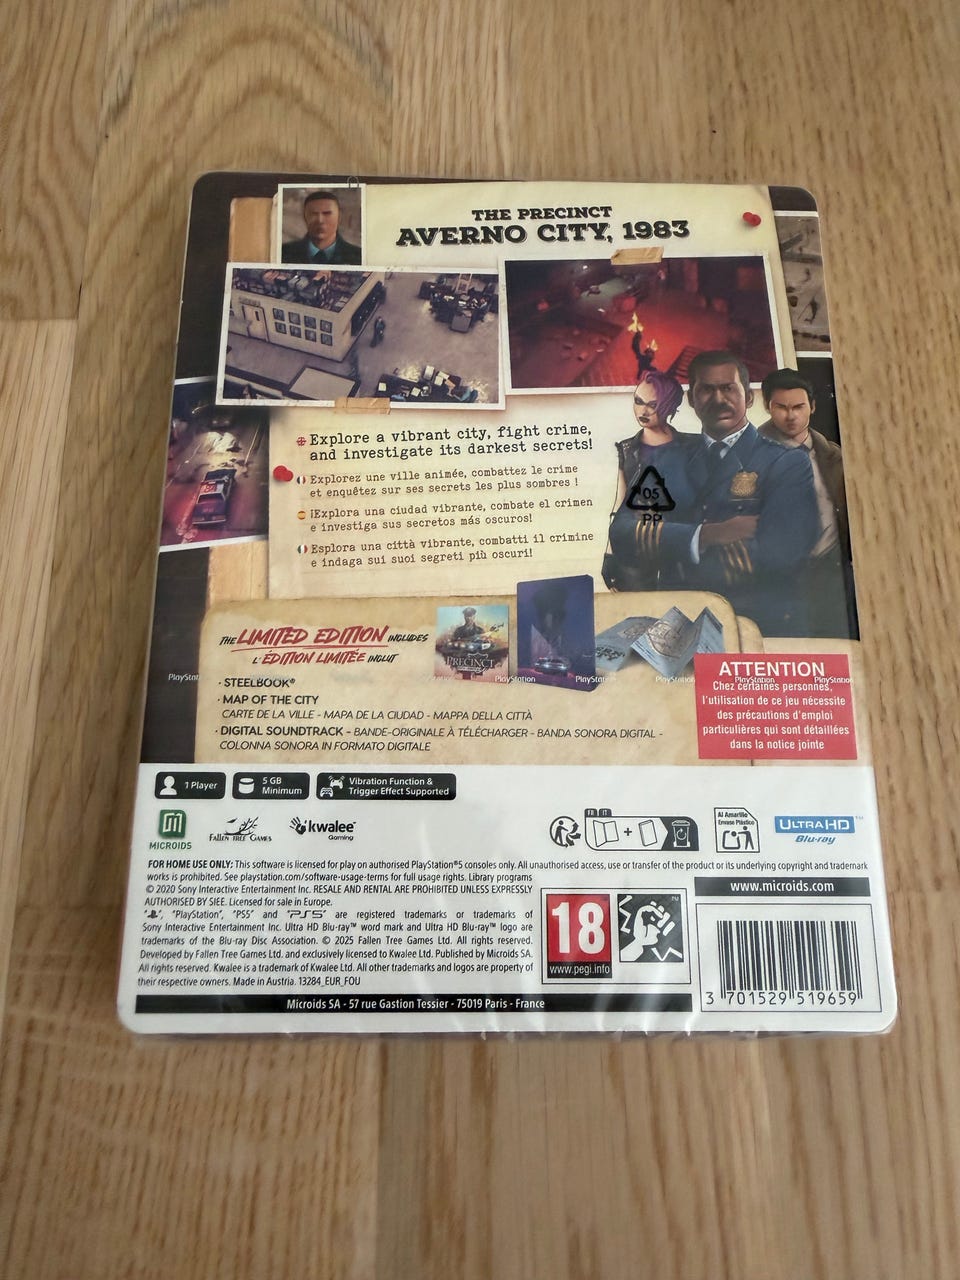 THE PRECINCT
AVERNO CITY, 1983
Explore a vibrant city, fight crime,
and investigate its darkest secrets!
Explorez une ville animée, combattez le crime
et enquêtez sur ses secrets les plus sombres !
¡Explora una ciudad vibrante, combate el crimen
e investiga sus secretos más oscuros!
Esplora una città vibrante, combatti il crimine
e indaga sui suoi segreti più oscuri!
05
PP
THE LIMITED EDITION INCLUDES
L'ÉDITION LIMITÉE INCLUT
PRECINCT
PlayStation PlayStation PlayStation PlayStation PlayStation
· STEELBOOK®
· MAP OF THE CITY
CARTE DE LA VILLE - MAPA DE LA CIUDAD - MAPPA DELLA CITTÀ
· DIGITAL SOUNDTRACK - BANDE-ORIGINALE À TÉLÉCHARGER - BANDA SONORA DIGITAL -
COLONNA SONORA IN FORMATO DIGITALE
ATTENTION
Chez certaines personnes,
l'utilisation de ce jeu nécessite
des précautions d'emploi
particulières qui sont détaillées
dans la notice jointe
1 Player
5 GB
Minimum
Vibration Function &
Trigger Effect Supported
MICROIDS
FALLEN TREE GAMES
kwalee™
Gaming
FR IT
+
Al Amarillo
Envase Plástico
ULTRA HD™
Blu-ray
FOR HOME USE ONLY: This software is licensed for play on authorised PlayStation®5 consoles only. All unauthorised access, use or transfer of the product or its underlying copyright and trademark
works is prohibited. See playstation.com/software-usage-terms for full usage rights. Library programs
© 2020 Sony Interactive Entertainment Inc. RESALE AND RENTAL ARE PROHIBITED UNLESS EXPRESSLY
AUTHORISED BY SIEE. Licensed for sale in Europe.
"", "PlayStation", "PS5" and "PS5" are registered trademarks or trademarks of
Sony Interactive Entertainment Inc. Ultra HD Blu-ray™ word mark and Ultra HD Blu-ray™ logo are
trademarks of the Blu-ray Disc Association. © 2025 Fallen Tree Games Ltd. All rights reserved.
Developed by Fallen Tree Games Ltd. and exclusively licensed to Kwalee Ltd. Published by Microids SA.
All rights reserved. Kwalee is a trademark of Kwalee Ltd. All other trademarks and logos are property of
their respective owners. Made in Austria. 13284_EUR_FOU
Microids SA - 57 rue Gastion Tessier - 75019 Paris - France
18
www.pegi.info
™
www.microids.com
3 701529 519659